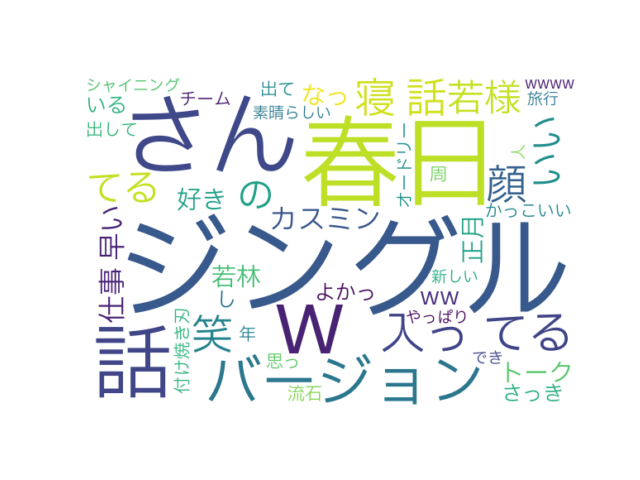 シャイニング
チーム
出て
なっ
寝
話
若様
wwww
旅行
いる
出して
素晴らしい
さん
春日
オードリー
周
人
いい
てる
好き
の
顔
かっこいい
早い
ジングル
カスミン
正月
仕事
若林
し
よかっ
ww
新しい
話
付け焼き刃
笑
年
W
入っ
やっぱり
てる
バージョン
思っ
流石
でき
トーク
さっき